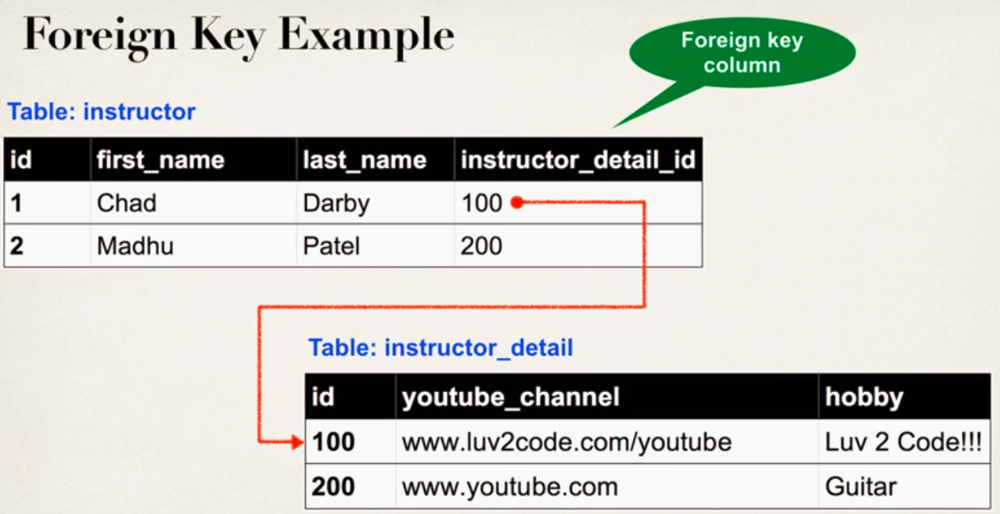 Foreign Key Example
Foreign key
column
Table: instructor
id first_name last_name instructor_detail_id
1 Chad Darby 100
2 Madhu Patel 200
Table: instructor_detail
id youtube_channel hobby
100 www.luv2code.com/youtube Luv 2 Code!!!
200 www.youtube.com Guitar